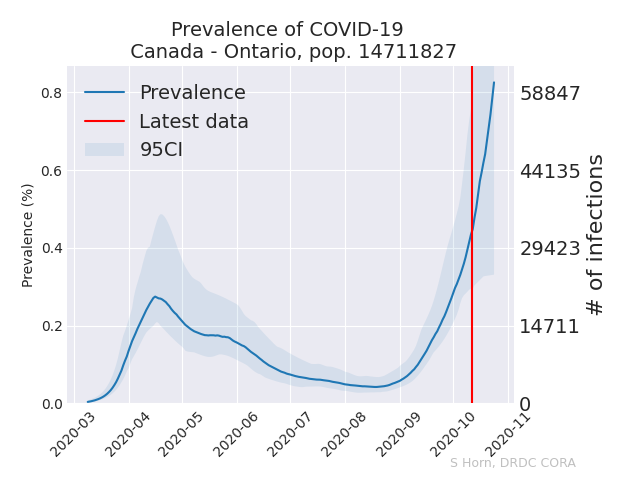 Prevalence of COVID-19
Canada - Ontario, pop. 14711827
Prevalence
Latest data
95CI
Prevalence (%)
0.8
0.6
0.4
0.2
0.0
58847
44135
29423
14711
0
# of infections
2020-03
2020-04
2020-05
2020-06
2020-07
2020-08
2020-09
2020-10
2020-11
S Horn, DRDC CORA